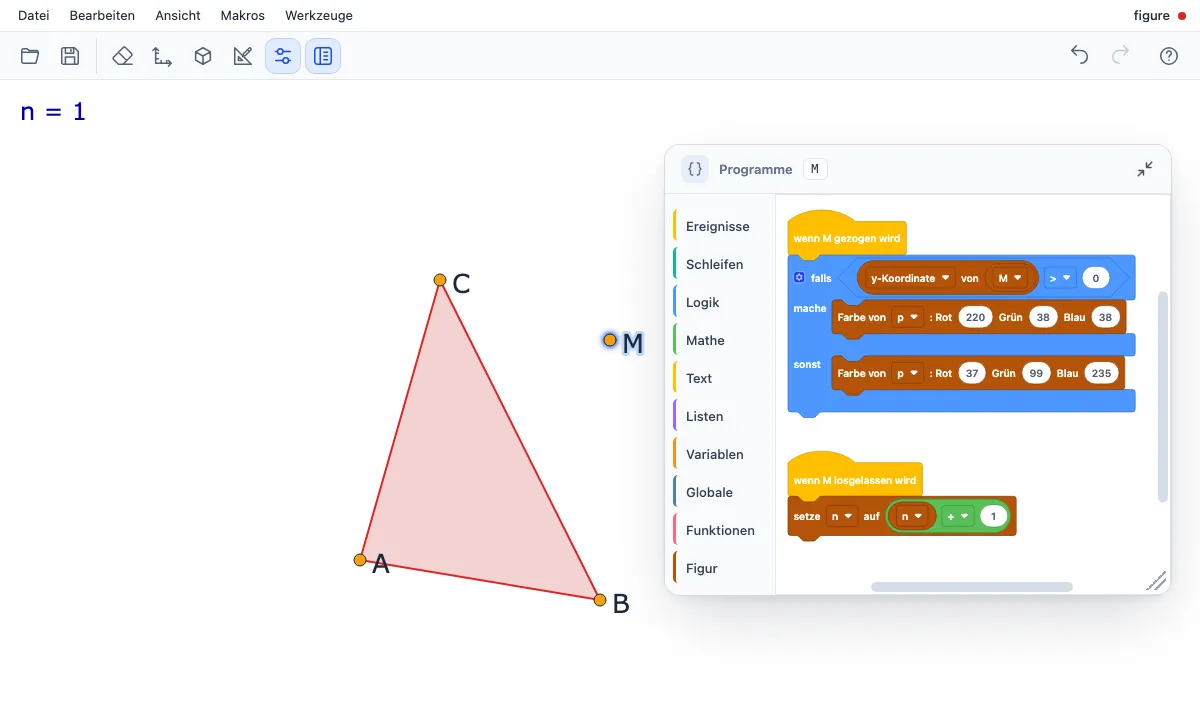 Datei Bearbeiten Ansicht Makros Werkzeuge figure
n = 1
{} Programme M
Ereignisse
Schleifen
Logik
Mathe
Text
Listen
Variablen
Globale
Funktionen
Figur
wenn M gezogen wird
falls y-Koordinate von M > 0
mache Farbe von p : Rot 220 Grün 38 Blau 38
sonst Farbe von p : Rot 37 Grün 99 Blau 235
wenn M losgelassen wird
setze n auf n + 1
C
M
A
B